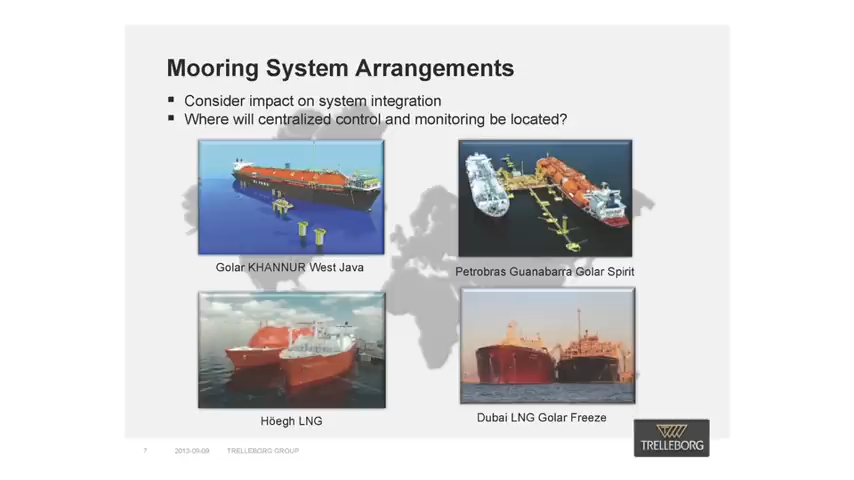 Mooring System Arrangements
▪ Consider impact on system integration
▪ Where will centralized control and monitoring be located?
Golar KHANNUR West Java
Petrobras Guanabarra Golar Spirit
Höegh LNG
Dubai LNG Golar Freeze
7 2013-09-09 TRELLEBORG GROUP
TRELLEBORG